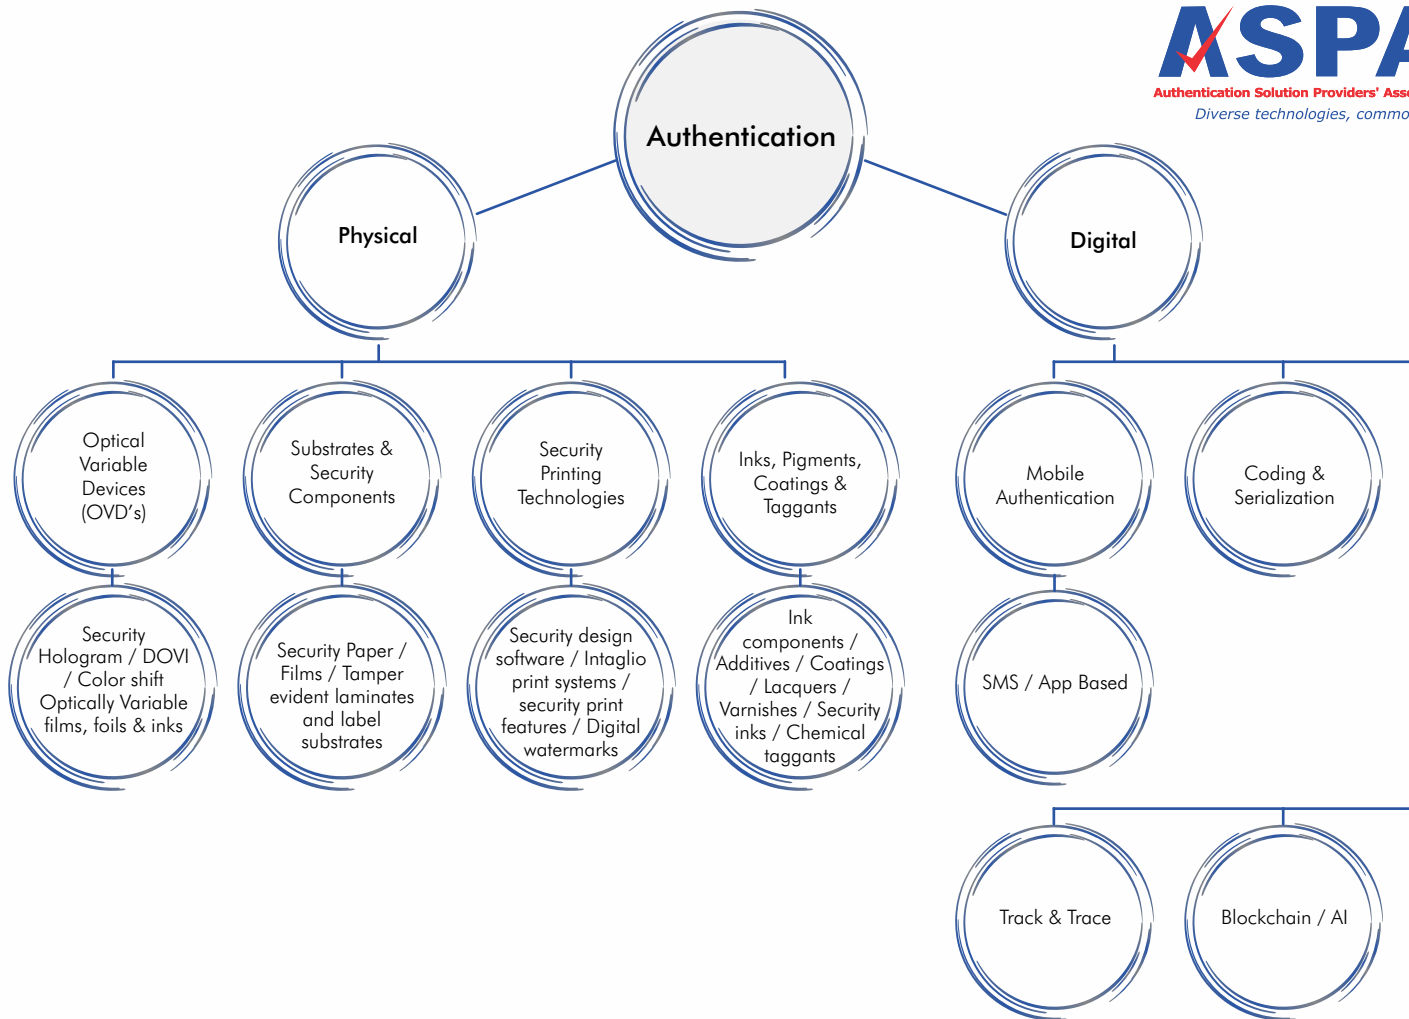 ASPA
Authentication Solution Providers' Asso
Diverse technologies, commo
Authentication
Physical
Digital
Optical
Variable
Devices
(OVD's)
Substrates &
Security
Components
Security
Printing
Technologies
Inks, Pigments,
Coatings &
Taggants
Mobile
Authentication
Coding &
Serialization
Security
Hologram / DOVI
/ Color shift
Optically Variable
films, foils & inks
Security Paper /
Films / Tamper
evident laminates
and label
substrates
Security design
software / Intaglio
print systems /
security print
features / Digital
watermarks
Ink
components /
Additives / Coatings
/ Lacquers /
Varnishes / Security
inks / Chemical
taggants
SMS / App Based
Track & Trace
Blockchain / AI